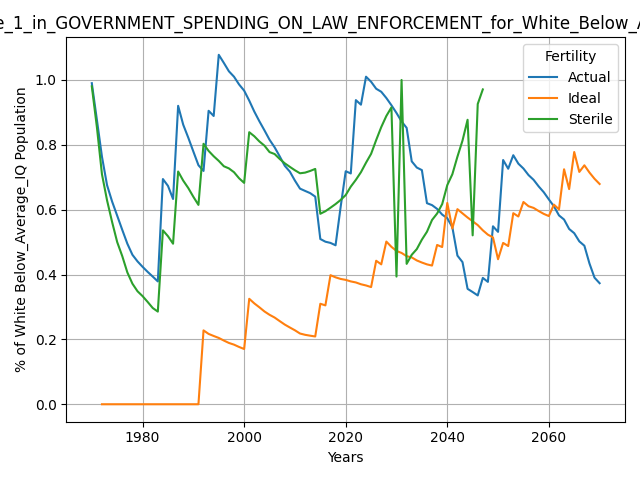 e_1_in_GOVERNMENT_SPENDING_ON_LAW_ENFORCEMENT_for_White_Below_A
Fertility
Actual
Ideal
Sterile
% of White Below_Average_IQ Population
1.0
0.8
0.6
0.4
0.2
0.0
1980 2000 2020 2040 2060
Years